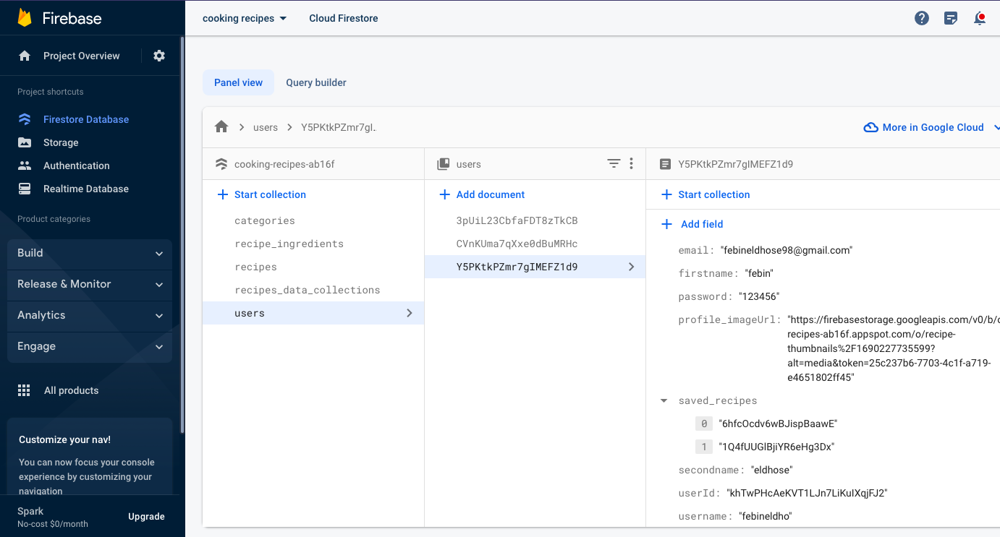 Firebase
cooking recipes
Cloud Firestore
Project Overview
Project shortcuts
Firestore Database
Storage
Authentication
Realtime Database
Product categories
Build
Release & Monitor
Analytics
Engage
All products
Customize your nav!
You can now focus your console
experience by customizing your
navigation
Spark
No-cost $0/month
Upgrade
Panel view
Query builder
users
Y5PKtkPZmr7gl..
More in Google Cloud
cooking-recipes-ab16f
Start collection
categories
recipe_ingredients
recipes
recipes_data_collections
users
users
Add document
3pUiL23CbfaFDT8zTkCB
CVnKUma7qXxe0dBuMRHc
Y5PKtkPZmr7gIMEFZ1d9
Y5PKtkPZmr7gIMEFZ1d9
Start collection
Add field
email: "febineldhose98@gmail.com"
firstname: "febin"
password: "123456"
profile_imageUrl: "https://firebasestorage.googleapis.com/v0/b/c
recipes-ab16f.appspot.com/o/recipe-
thumbnails%2F1690227735599?
alt=media&token=25c237b6-7703-4c1f-a719-
e4651802ff45"
saved_recipes
0 "6hfcOcdv6wBJispBaawE"
1 "1Q4fUUGlBjiYR6eHg3Dx"
secondname: "eldhose"
userId: "khTwPHcAeKVT1LJn7LiKuIXqjFJ2"
username: "febineldho"